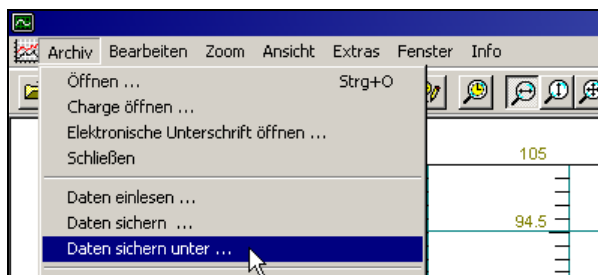 Archiv Bearbeiten Zoom Ansicht Extras Fenster Info
Öffnen ... Strg+O
Charge öffnen ...
Elektronische Unterschrift öffnen ...
Schließen
105
Daten einlesen ...
Daten sichern ...
94.5
Daten sichern unter ...